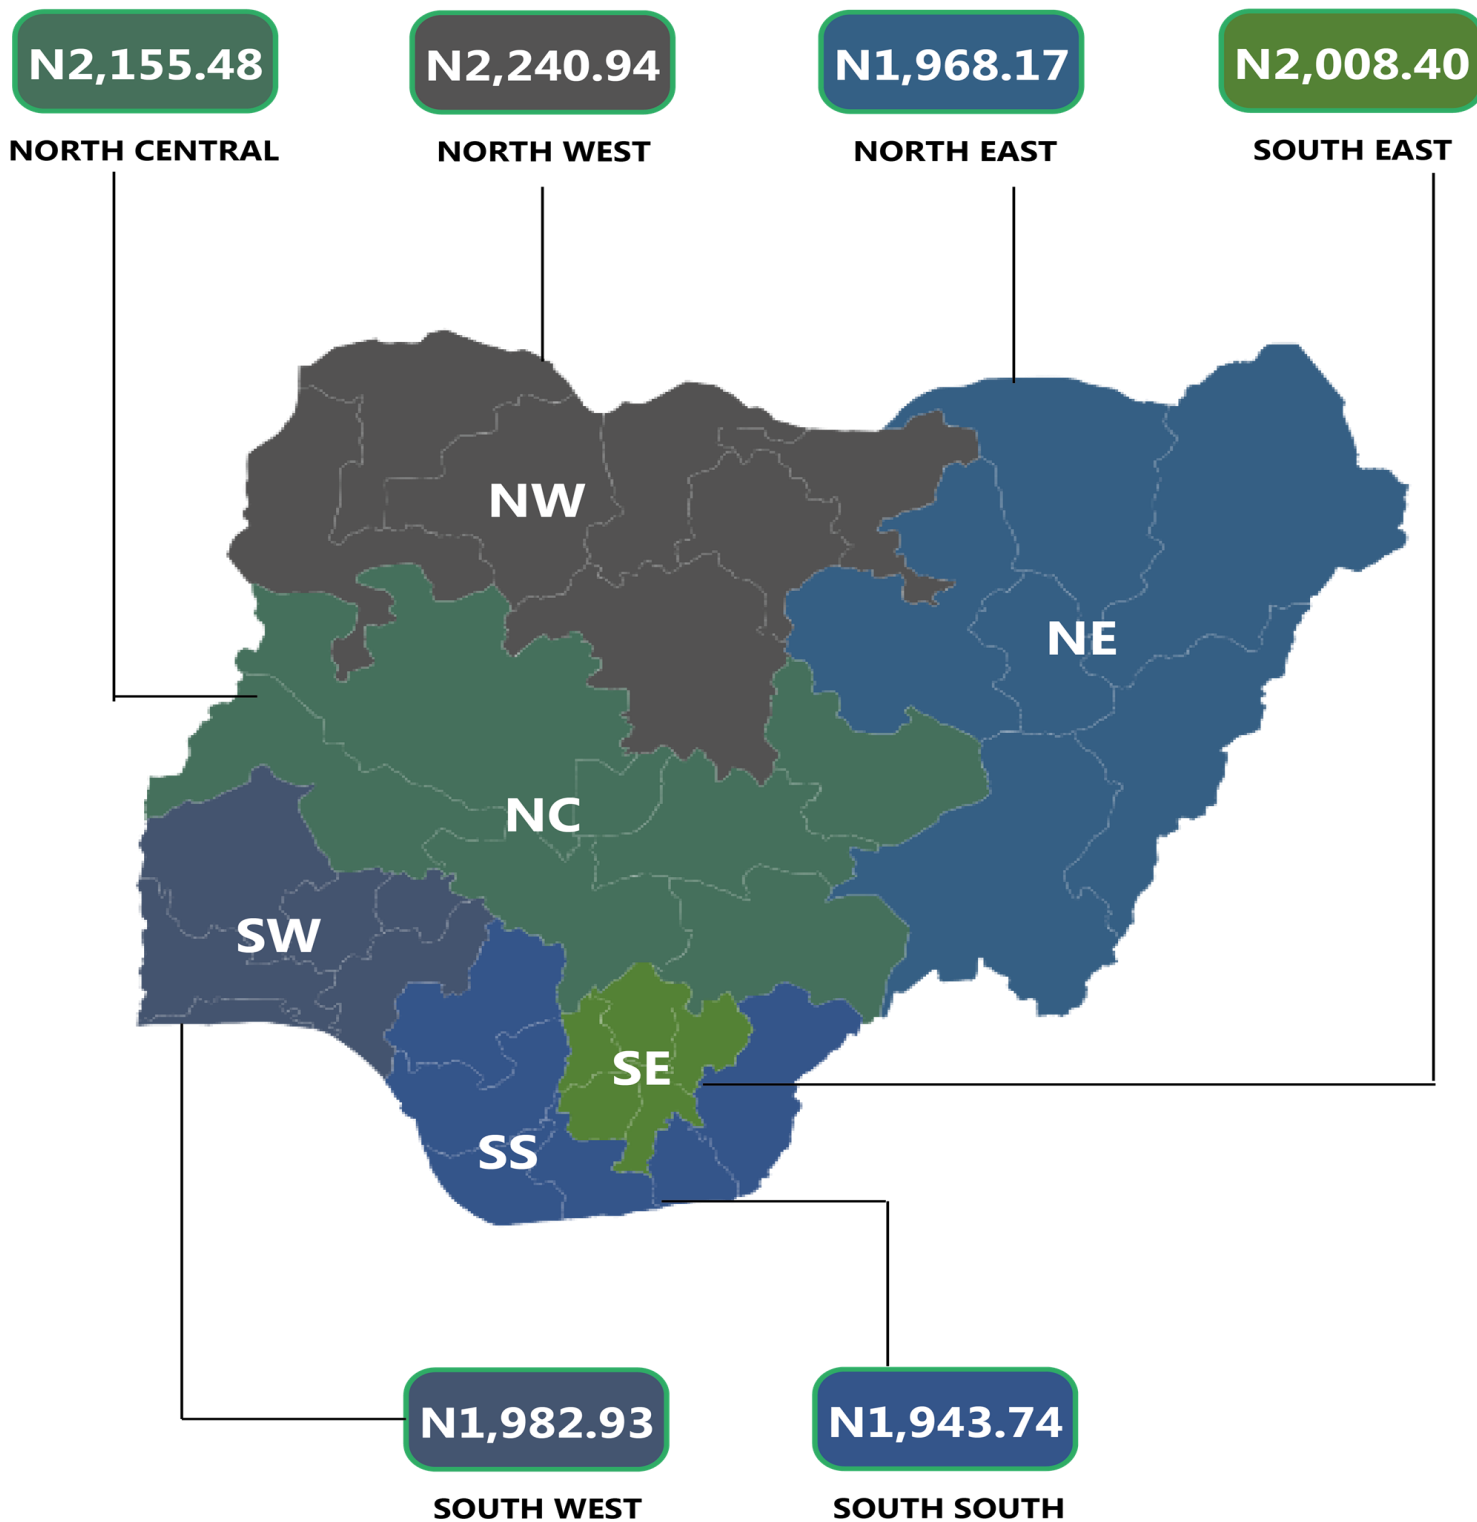 N2,155.48
NORTH CENTRAL
N2,240.94
NORTH WEST
N1,968.17
NORTH EAST
N2,008.40
SOUTH EAST
NW
NE
NC
SW
SE
SS
N1,982.93
SOUTH WEST
N1,943.74
SOUTH SOUTH